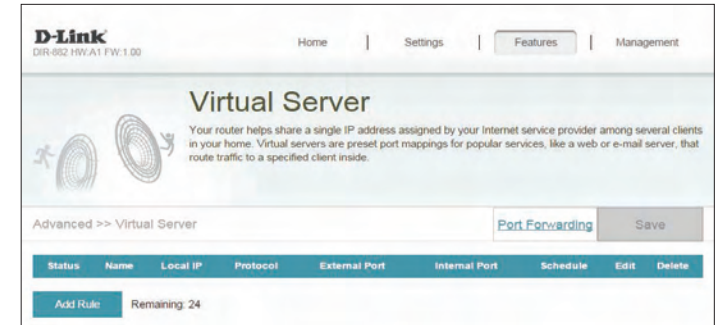 D-Link
DIR-882 HW:A1 FW:1.00
Home | Settings | Features | Management
Virtual Server
Your router helps share a single IP address assigned by your Internet service provider among several clients
in your home. Virtual servers are preset port mappings for popular services, like a web or e-mail server, that
route traffic to a specified client inside.
Advanced >> Virtual Server
Port Forwarding
Save
Status Name Local IP Protocol External Port Internal Port Schedule Edit Delete
Add Rule
Remaining: 24